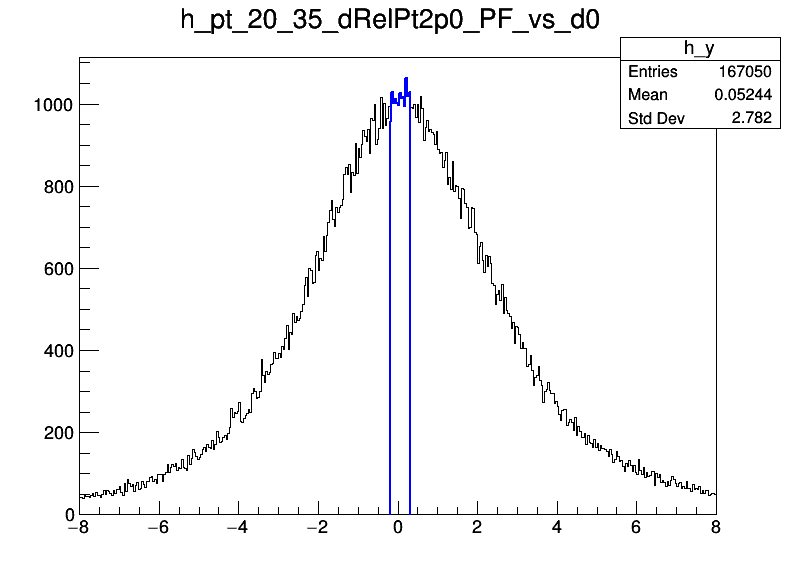 h_pt_20_35_dRelPt2p0_PF_vs_d0
h_y
Entries 167050
Mean 0.05244
Std Dev 2.782
1000
800
600
400
200
0
−8 −6 −4 −2 0 2 4 6 8